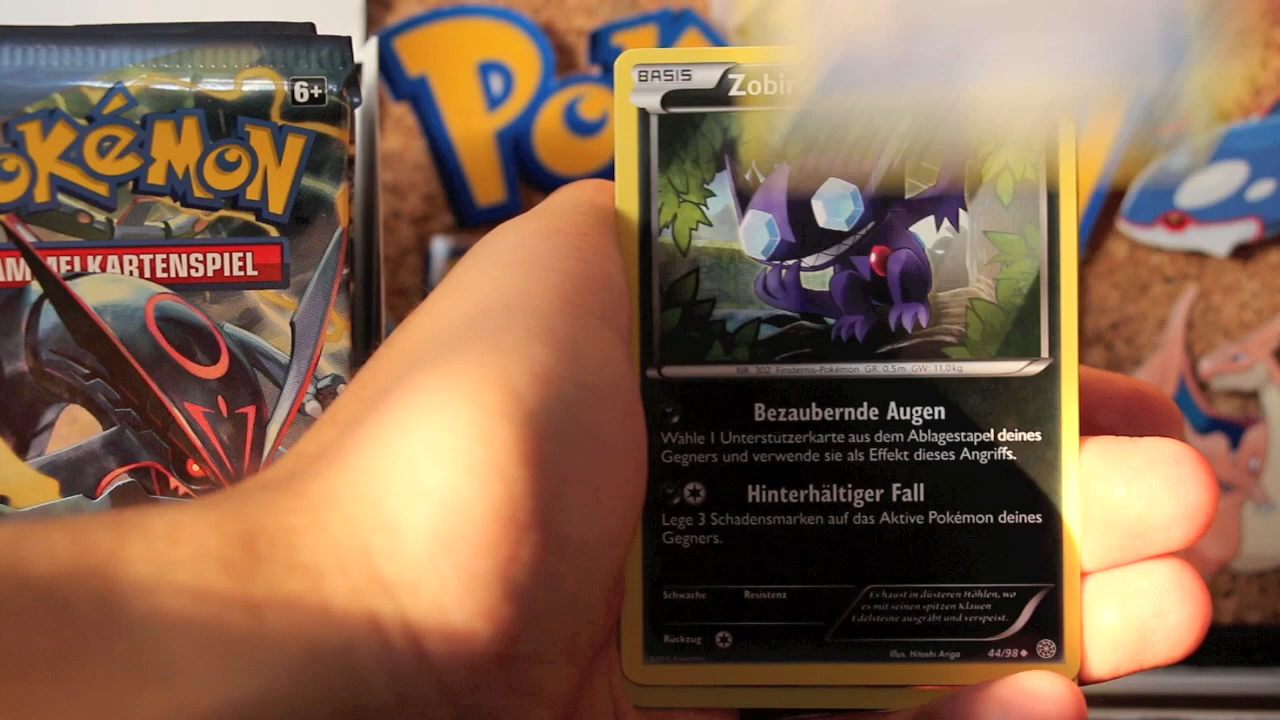 6+
POKéMON
AMMELKARTENSPIEL
BASIS
Zobir
NR. 302 Finsternis-Pokémon GR: 0,5m GW: 11,0kg
Bezaubernde Augen
Wähle 1 Unterstützerkarte aus dem Ablagestapel deines
Gegners und verwende sie als Effekt dieses Angriffs.
Hinterhältiger Fall
Lege 3 Schadensmarken auf das Aktive Pokémon deines
Gegners.
Schwäche Resistenz
Es haust in düsteren Höhlen, wo
es mit seinen spitzen Klauen
Edelsteine ausgräbt und verspeist.
Rückzug
Illus. Hitoshi Ariga 44/98